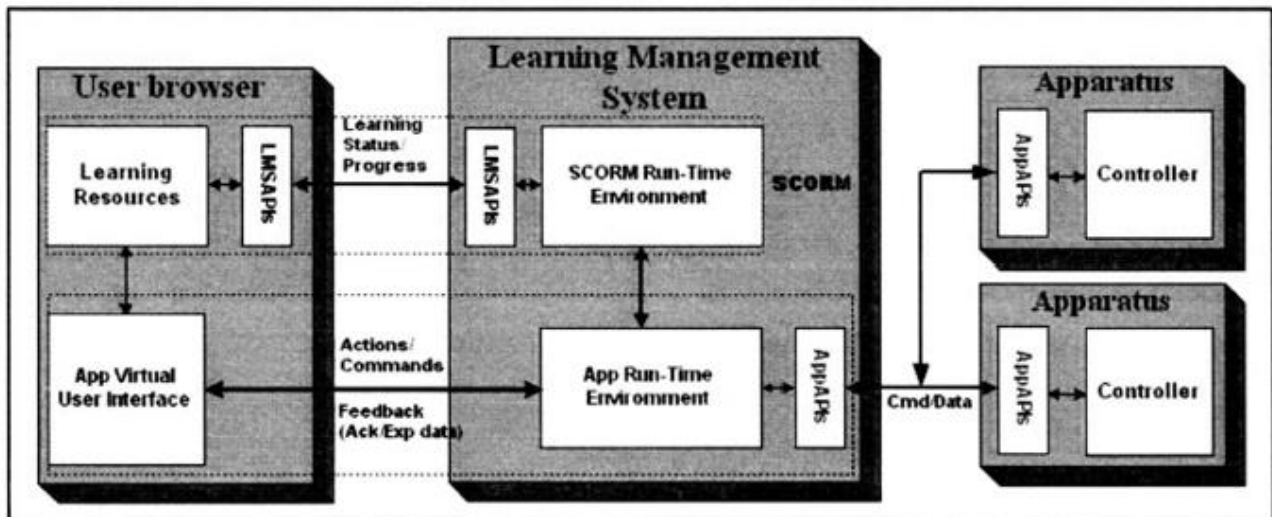 User browser
Learning
Resources
LMSAPIs
App Virtual
User Interface
Learning
Status/
Progress
Actions/
Commands
Feedback
(Ack/Exp data)
Learning Management
System
LMSAPIs
SCORM Run-Time
Environment
SCORM
App Run-Time
Enviromment
AppAPIs
Cmd/Data
Apparatus
AppAPIs
Controller
Apparatus
AppAPIs
Controller